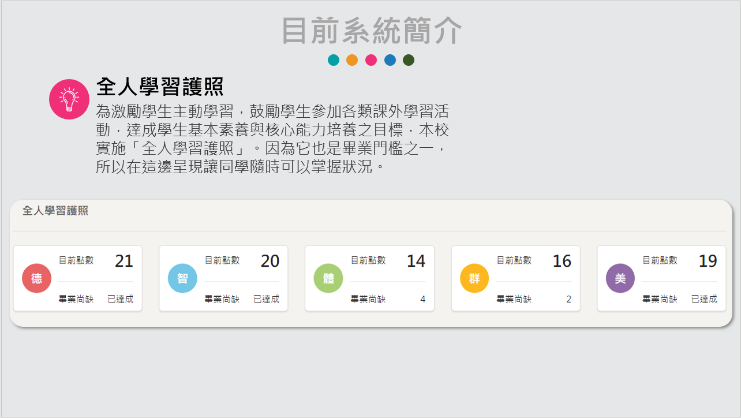 目前系統簡介
全人學習護照
為激勵學生主動學習，鼓勵學生參加各類課外學習活
動，達成學生基本素養與核心能力培養之目標，本校
實施「全人學習護照」。因為它也是畢業門檻之一，
所以在這邊呈現讓同學隨時可以掌握狀況。
全人學習護照
德 目前點數 21
畢業尚缺 已達成
智 目前點數 20
畢業尚缺 已達成
體 目前點數 14
畢業尚缺 4
群 目前點數 16
畢業尚缺 2
美 目前點數 19
畢業尚缺 已達成